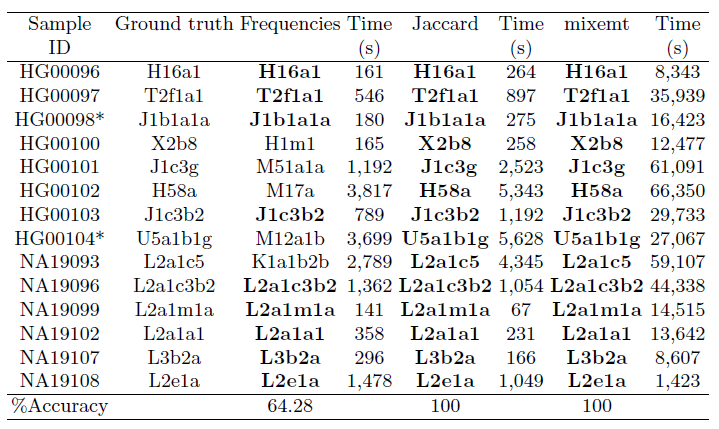 Sample Ground truth Frequencies Time Jaccard Time mixemt Time
ID (s) (s) (s)
HG00096 H16a1 H16a1 161 H16a1 264 H16a1 8,343
HG00097 T2f1a1 T2f1a1 546 T2f1a1 897 T2f1a1 35,939
HG00098* J1b1a1a J1b1a1a 180 J1b1a1a 275 J1b1a1a 16,423
HG00100 X2b8 H1m1 165 X2b8 258 X2b8 12,477
HG00101 J1c3g M51a1a 1,192 J1c3g 2,523 J1c3g 61,091
HG00102 H58a M17a 3,817 H58a 5,343 H58a 66,350
HG00103 J1c3b2 J1c3b2 789 J1c3b2 1,192 J1c3b2 29,733
HG00104* U5a1b1g M12a1b 3,699 U5a1b1g 5,628 U5a1b1g 27,067
NA19093 L2a1c5 K1a1b2b 2,789 L2a1c5 4,345 L2a1c5 59,107
NA19096 L2a1c3b2 L2a1c3b2 1,362 L2a1c3b2 1,054 L2a1c3b2 44,338
NA19099 L2a1m1a L2a1m1a 141 L2a1m1a 67 L2a1m1a 14,515
NA19102 L2a1a1 L2a1a1 358 L2a1a1 231 L2a1a1 13,642
NA19107 L3b2a L3b2a 296 L3b2a 166 L3b2a 8,607
NA19108 L2e1a L2e1a 1,478 L2e1a 1,049 L2e1a 1,423
%Accuracy 64.28 100 100